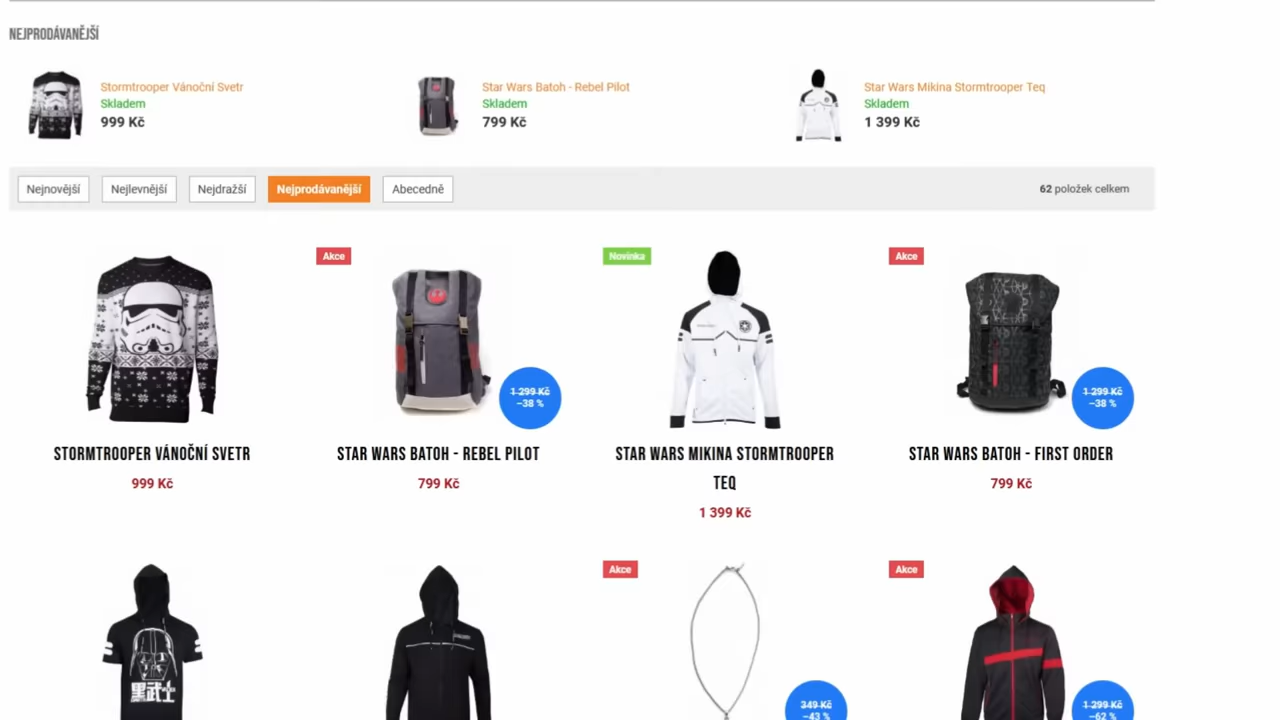 NEJPRODÁVANĚJŠÍ
Stormtrooper Vánoční Svetr
Skladem
999 Kč
Star Wars Batoh - Rebel Pilot
Skladem
799 Kč
Star Wars Mikina Stormtrooper Teq
Skladem
1 399 Kč
Nejnovější
Nejlevnější
Nejdražší
Nejprodávanější
Abecedně
62 položek celkem
Akce
Novinka
Akce
1 299 Kč
–38 %
1 299 Kč
–38 %
STORMTROOPER VÁNOČNÍ SVETR
999 Kč
STAR WARS BATOH - REBEL PILOT
799 Kč
STAR WARS MIKINA STORMTROOPER
TEQ
1 399 Kč
STAR WARS BATOH - FIRST ORDER
799 Kč
Akce
Akce
黒武士
349 Kč
–43 %
1 299 Kč
–62 %